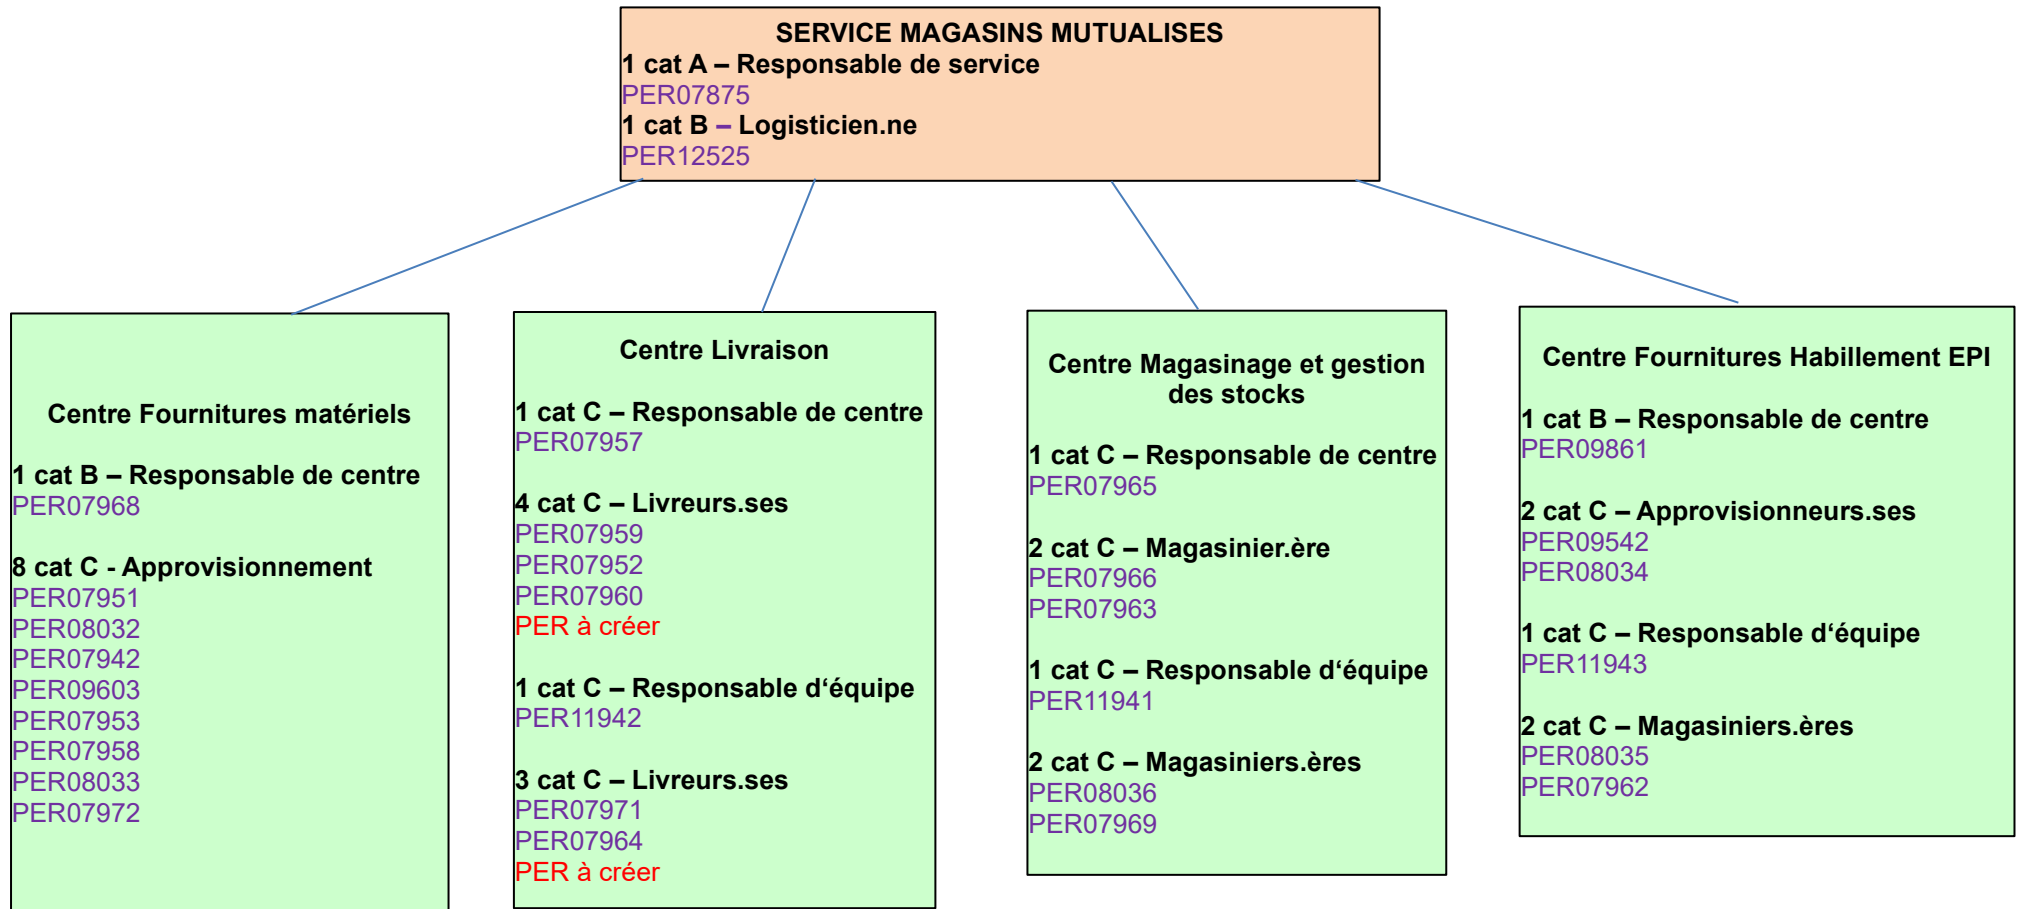 SERVICE MAGASINS MUTUALISES
1 cat A – Responsable de service
PER07875
1 cat B – Logisticien.ne
PER12525
Centre Fournitures matériels
1 cat B – Responsable de centre
PER07968
8 cat C - Approvisionnement
PER07951
PER08032
PER07942
PER09603
PER07953
PER07958
PER08033
PER07972
Centre Livraison
1 cat C – Responsable de centre
PER07957
4 cat C – Livreurs.ses
PER07959
PER07952
PER07960
PER à créer
1 cat C – Responsable d‘équipe
PER11942
3 cat C – Livreurs.ses
PER07971
PER07964
PER à créer
Centre Magasinage et gestion
des stocks
1 cat C – Responsable de centre
PER07965
2 cat C – Magasinier.ère
PER07966
PER07963
1 cat C – Responsable d‘équipe
PER11941
2 cat C – Magasiniers.ères
PER08036
PER07969
Centre Fournitures Habillement EPI
1 cat B – Responsable de centre
PER09861
2 cat C – Approvisionneurs.ses
PER09542
PER08034
1 cat C – Responsable d‘équipe
PER11943
2 cat C – Magasiniers.ères
PER08035
PER07962